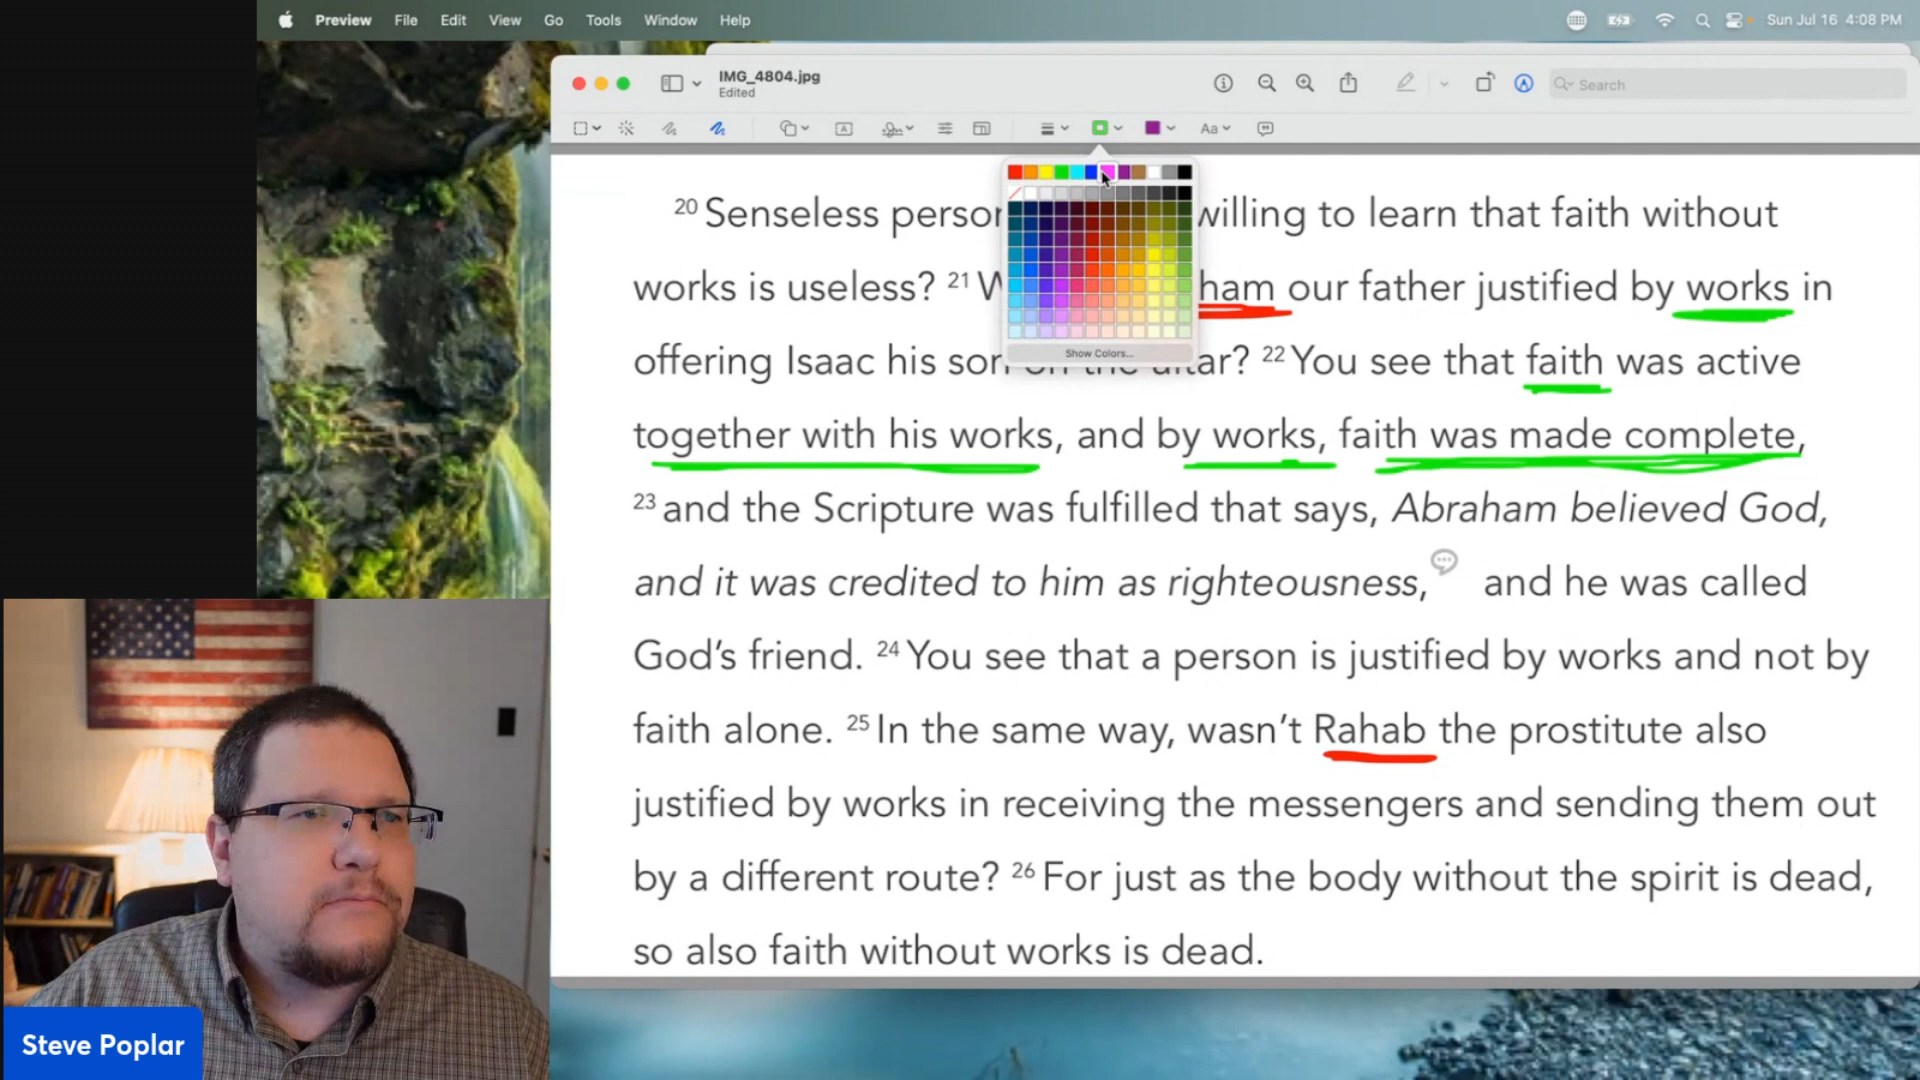 Preview File Edit View Go Tools Window Help
Sun Jul 16 4:08 PM
IMG_4804.jpg
Edited
Search
A
Aa
Show Colors...
20 Senseless person willing to learn that faith without
works is useless? 21 W ham our father justified by works in
offering Isaac his son on the altar? 22 You see that faith was active
together with his works, and by works, faith was made complete,
23 and the Scripture was fulfilled that says, Abraham believed God,
and it was credited to him as righteousness, and he was called
God's friend. 24 You see that a person is justified by works and not by
faith alone. 25 In the same way, wasn't Rahab the prostitute also
justified by works in receiving the messengers and sending them out
by a different route? 26 For just as the body without the spirit is dead,
so also faith without works is dead.
Steve Poplar